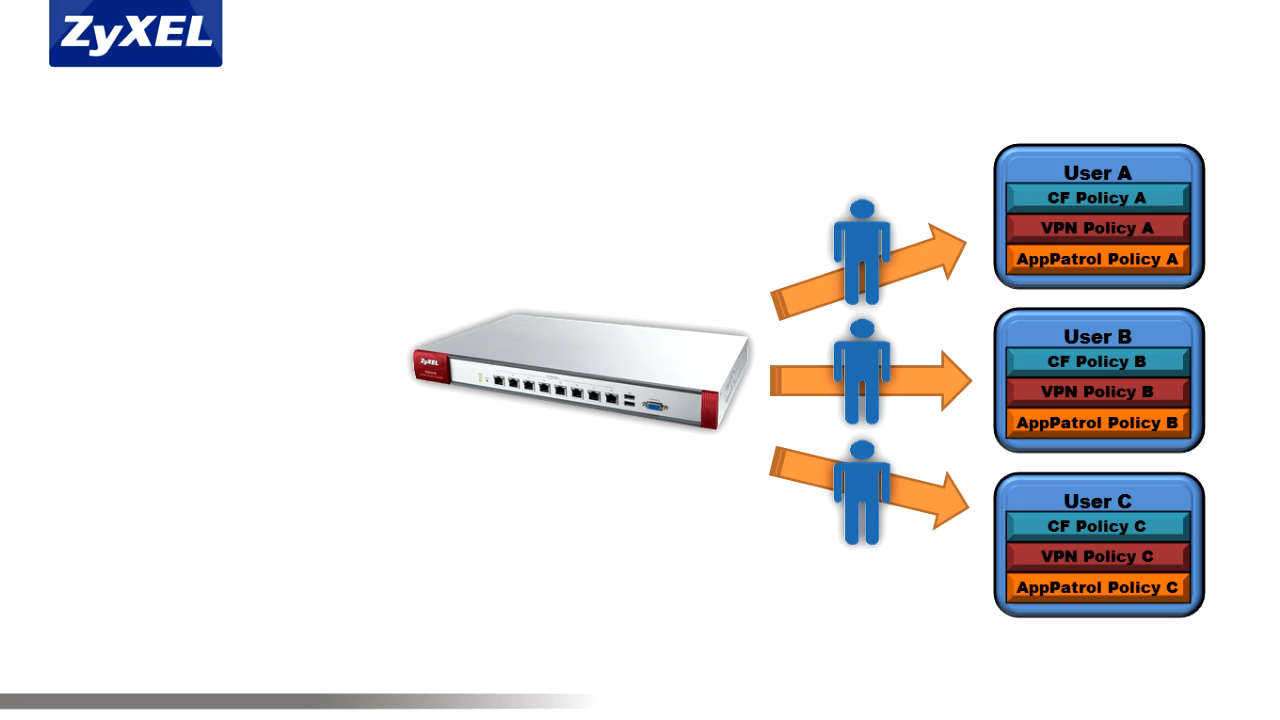 ZyXEL
User A
CF Policy A
VPN Policy A
AppPatrol Policy A
ZyXEL
User B
CF Policy B
VPN Policy B
AppPatrol Policy B
User C
CF Policy C
VPN Policy C
AppPatrol Policy C